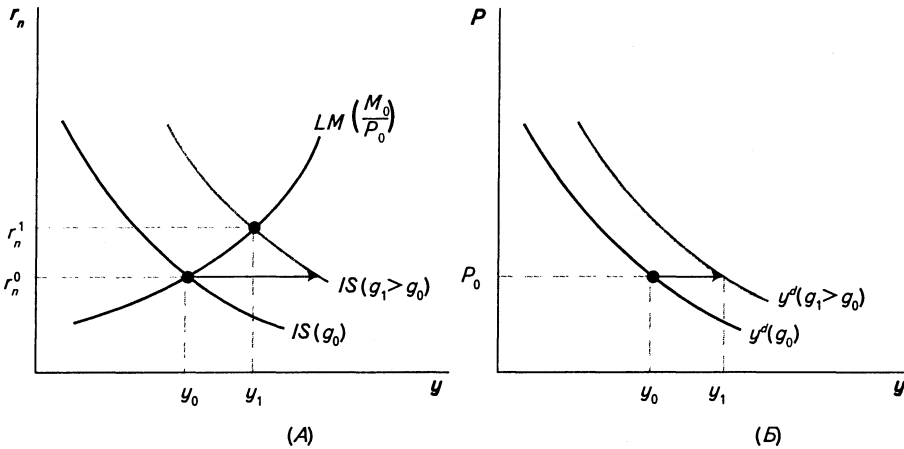 r_n
LM (M_0/P_0)
r_n^1
r_n^0
IS(g_1>g_0)
IS(g_0)
y_0
y_1
y
(А)
P
P_0
y^d(g_1>g_0)
y^d(g_0)
y_0
y_1
y
(Б)